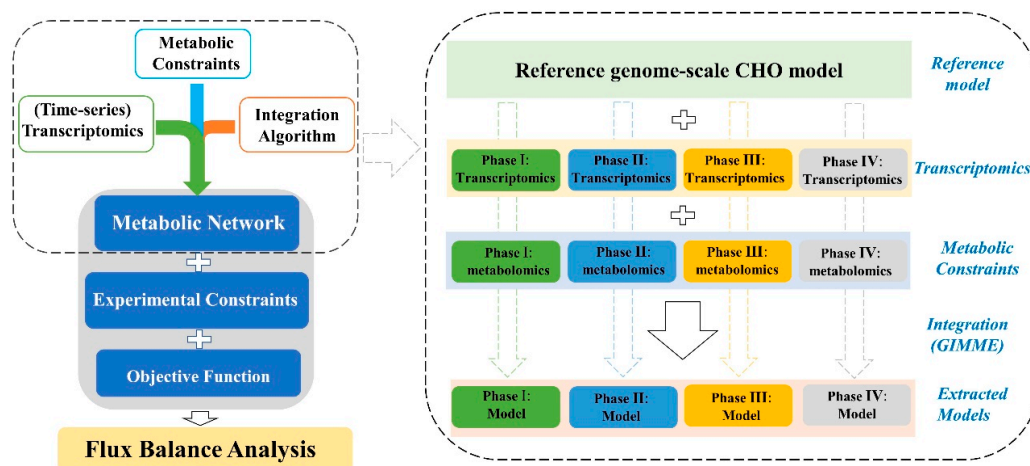 Metabolic
Constraints
(Time-series)
Transcriptomics
Integration
Algorithm
Metabolic Network
Experimental Constraints
Objective Function
Flux Balance Analysis
Reference genome-scale CHO model
Reference
model
Phase I:
Transcriptomics
Phase II:
Transcriptomics
Phase III:
Transcriptomics
Phase IV:
Transcriptomics
Transcriptomics
Phase I:
metabolomics
Phase II:
metabolomics
Phase III:
metabolomics
Phase IV:
metabolomics
Metabolic
Constraints
Integration
(GIMME)
Phase I:
Model
Phase II:
Model
Phase III:
Model
Phase IV:
Model
Extracted
Models